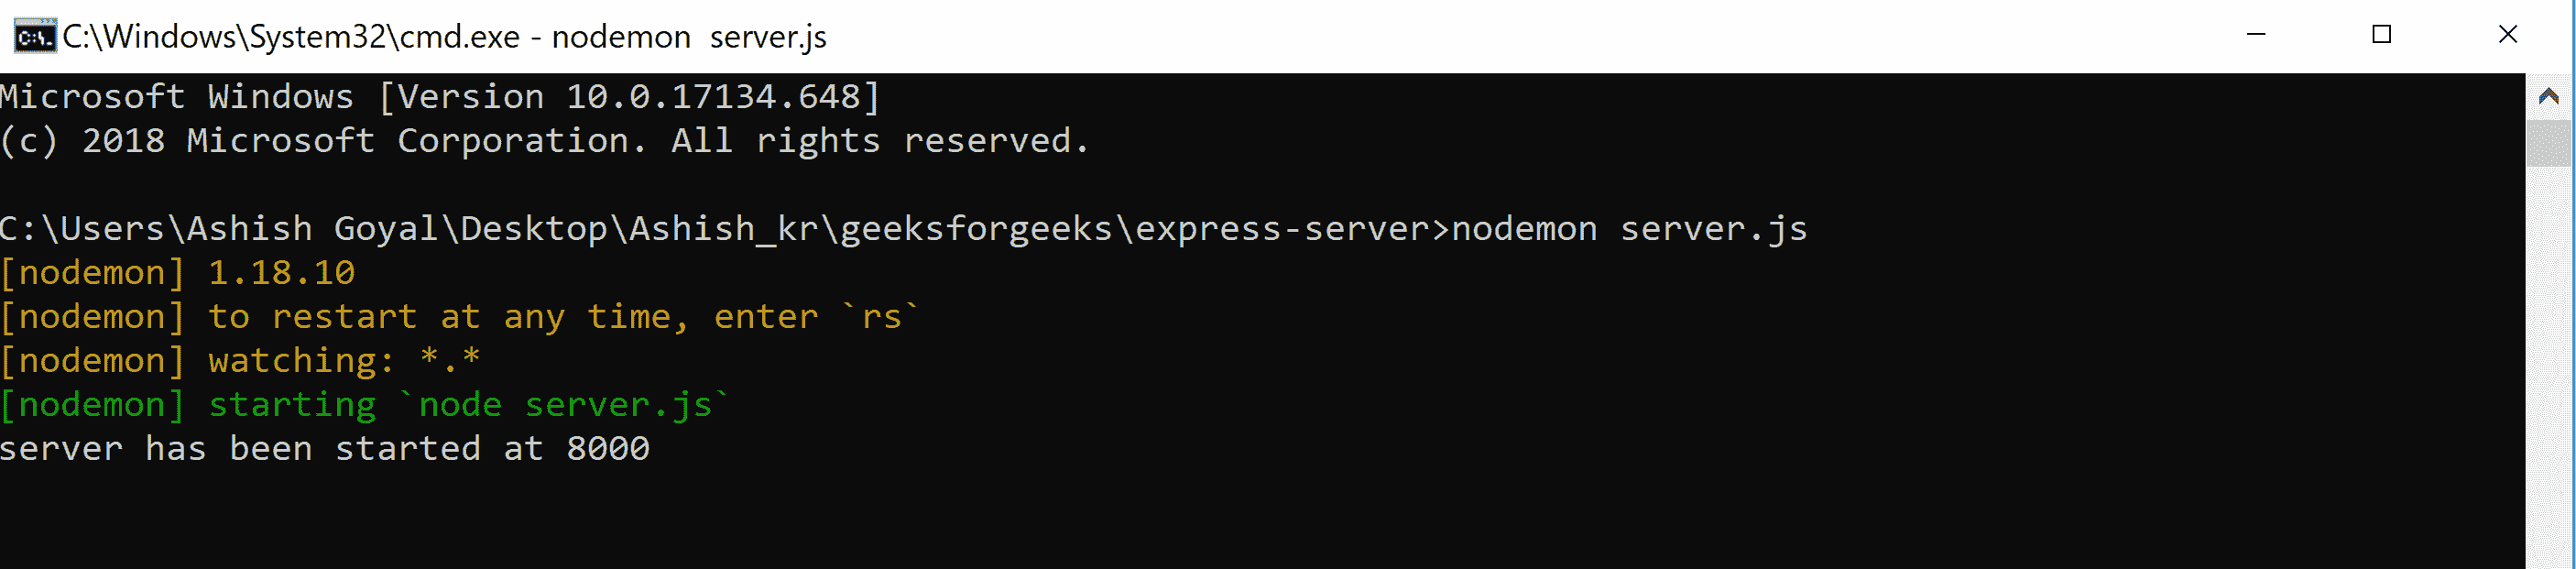 C:\Windows\System32\cmd.exe - nodemon  server.js
Microsoft Windows [Version 10.0.17134.648]
(c) 2018 Microsoft Corporation. All rights reserved.
C:\Users\Ashish Goyal\Desktop\Ashish_kr\geeksforgeeks\express-server>nodemon server.js
[nodemon] 1.18.10
[nodemon] to restart at any time, enter `rs`
[nodemon] watching: *.*
[nodemon] starting `node server.js`
server has been started at 8000